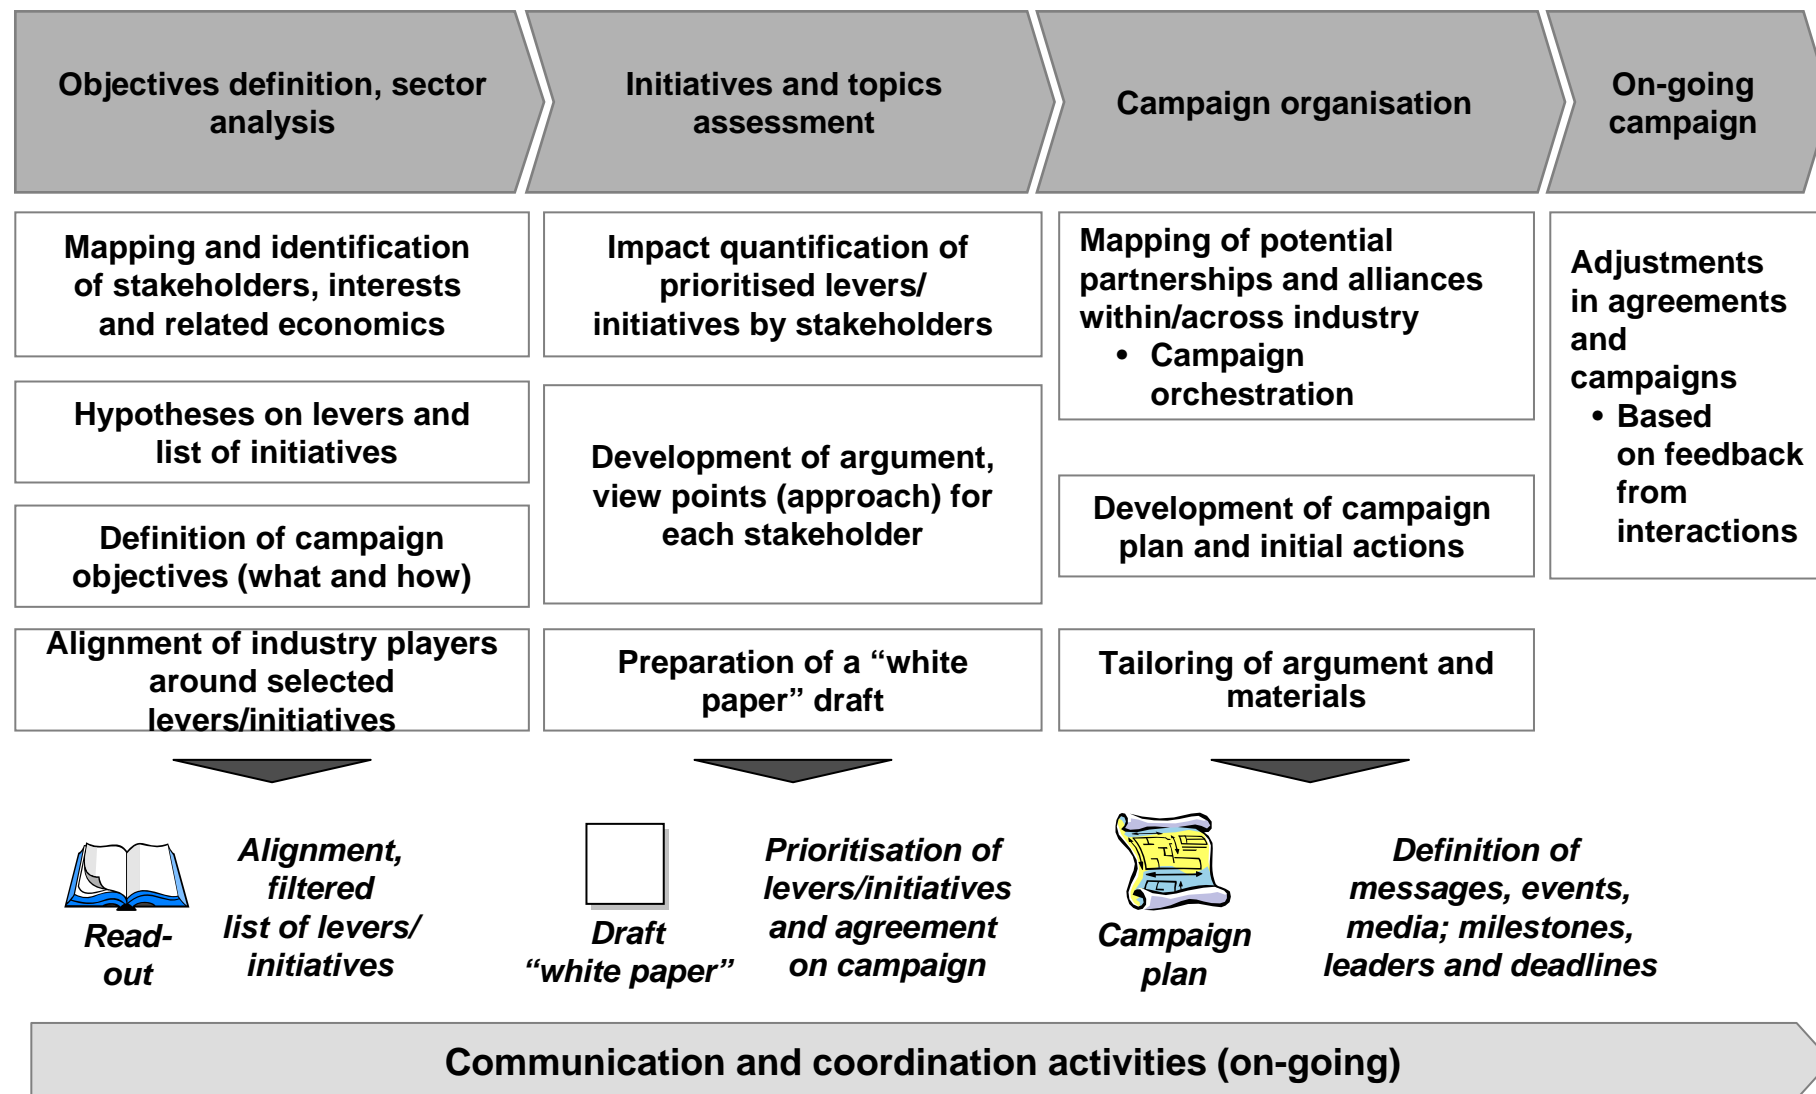 Objectives definition, sector
analysis
Initiatives and topics
assessment
Campaign organisation
On-going
campaign
Mapping and identification
of stakeholders, interests
and related economics
Hypotheses on levers and
list of initiatives
Definition of campaign
objectives (what and how)
Alignment of industry players
around selected
levers/initiatives
Impact quantification of
prioritised levers/
initiatives by stakeholders
Development of argument,
view points (approach) for
each stakeholder
Preparation of a “white
paper” draft
Mapping of potential
partnerships and alliances
within/across industry
• Campaign
orchestration
Development of campaign
plan and initial actions
Tailoring of argument and
materials
Adjustments
in agreements
and
campaigns
• Based
on feedback
from
interactions
Read-
out
Alignment,
filtered
list of levers/
initiatives
Draft
“white paper”
Prioritisation of
levers/initiatives
and agreement
on campaign
Campaign
plan
Definition of
messages, events,
media; milestones,
leaders and deadlines
Communication and coordination activities (on-going)